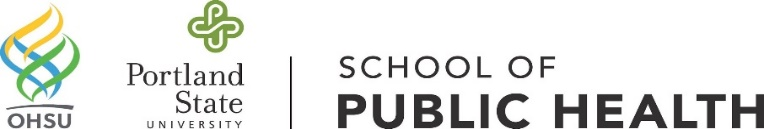 OHSU
Portland
State
UNIVERSITY
SCHOOL OF
PUBLIC HEALTH